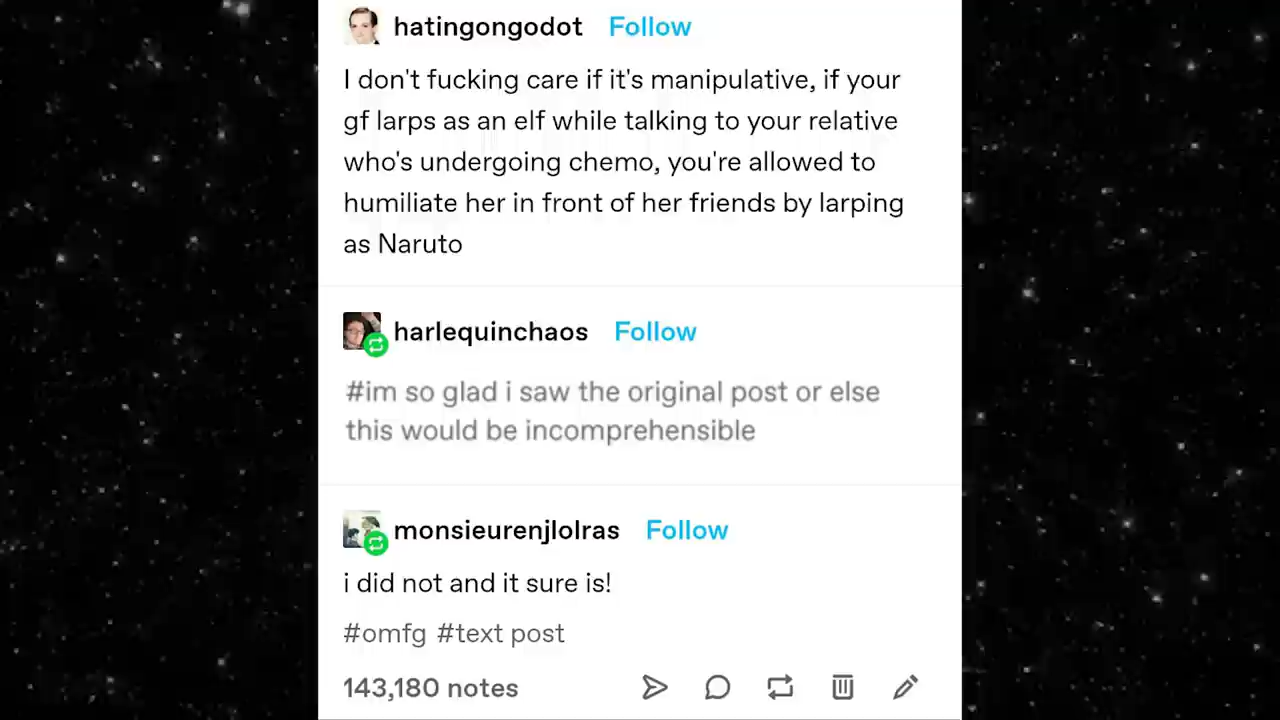 hatingongodot Follow
I don't fucking care if it's manipulative, if your
gf larps as an elf while talking to your relative
who's undergoing chemo, you're allowed to
humiliate her in front of her friends by larping
as Naruto
harlequinchaos Follow
#im so glad i saw the original post or else
this would be incomprehensible
monsieurenjlolras Follow
i did not and it sure is!
#omfg #text post
143,180 notes